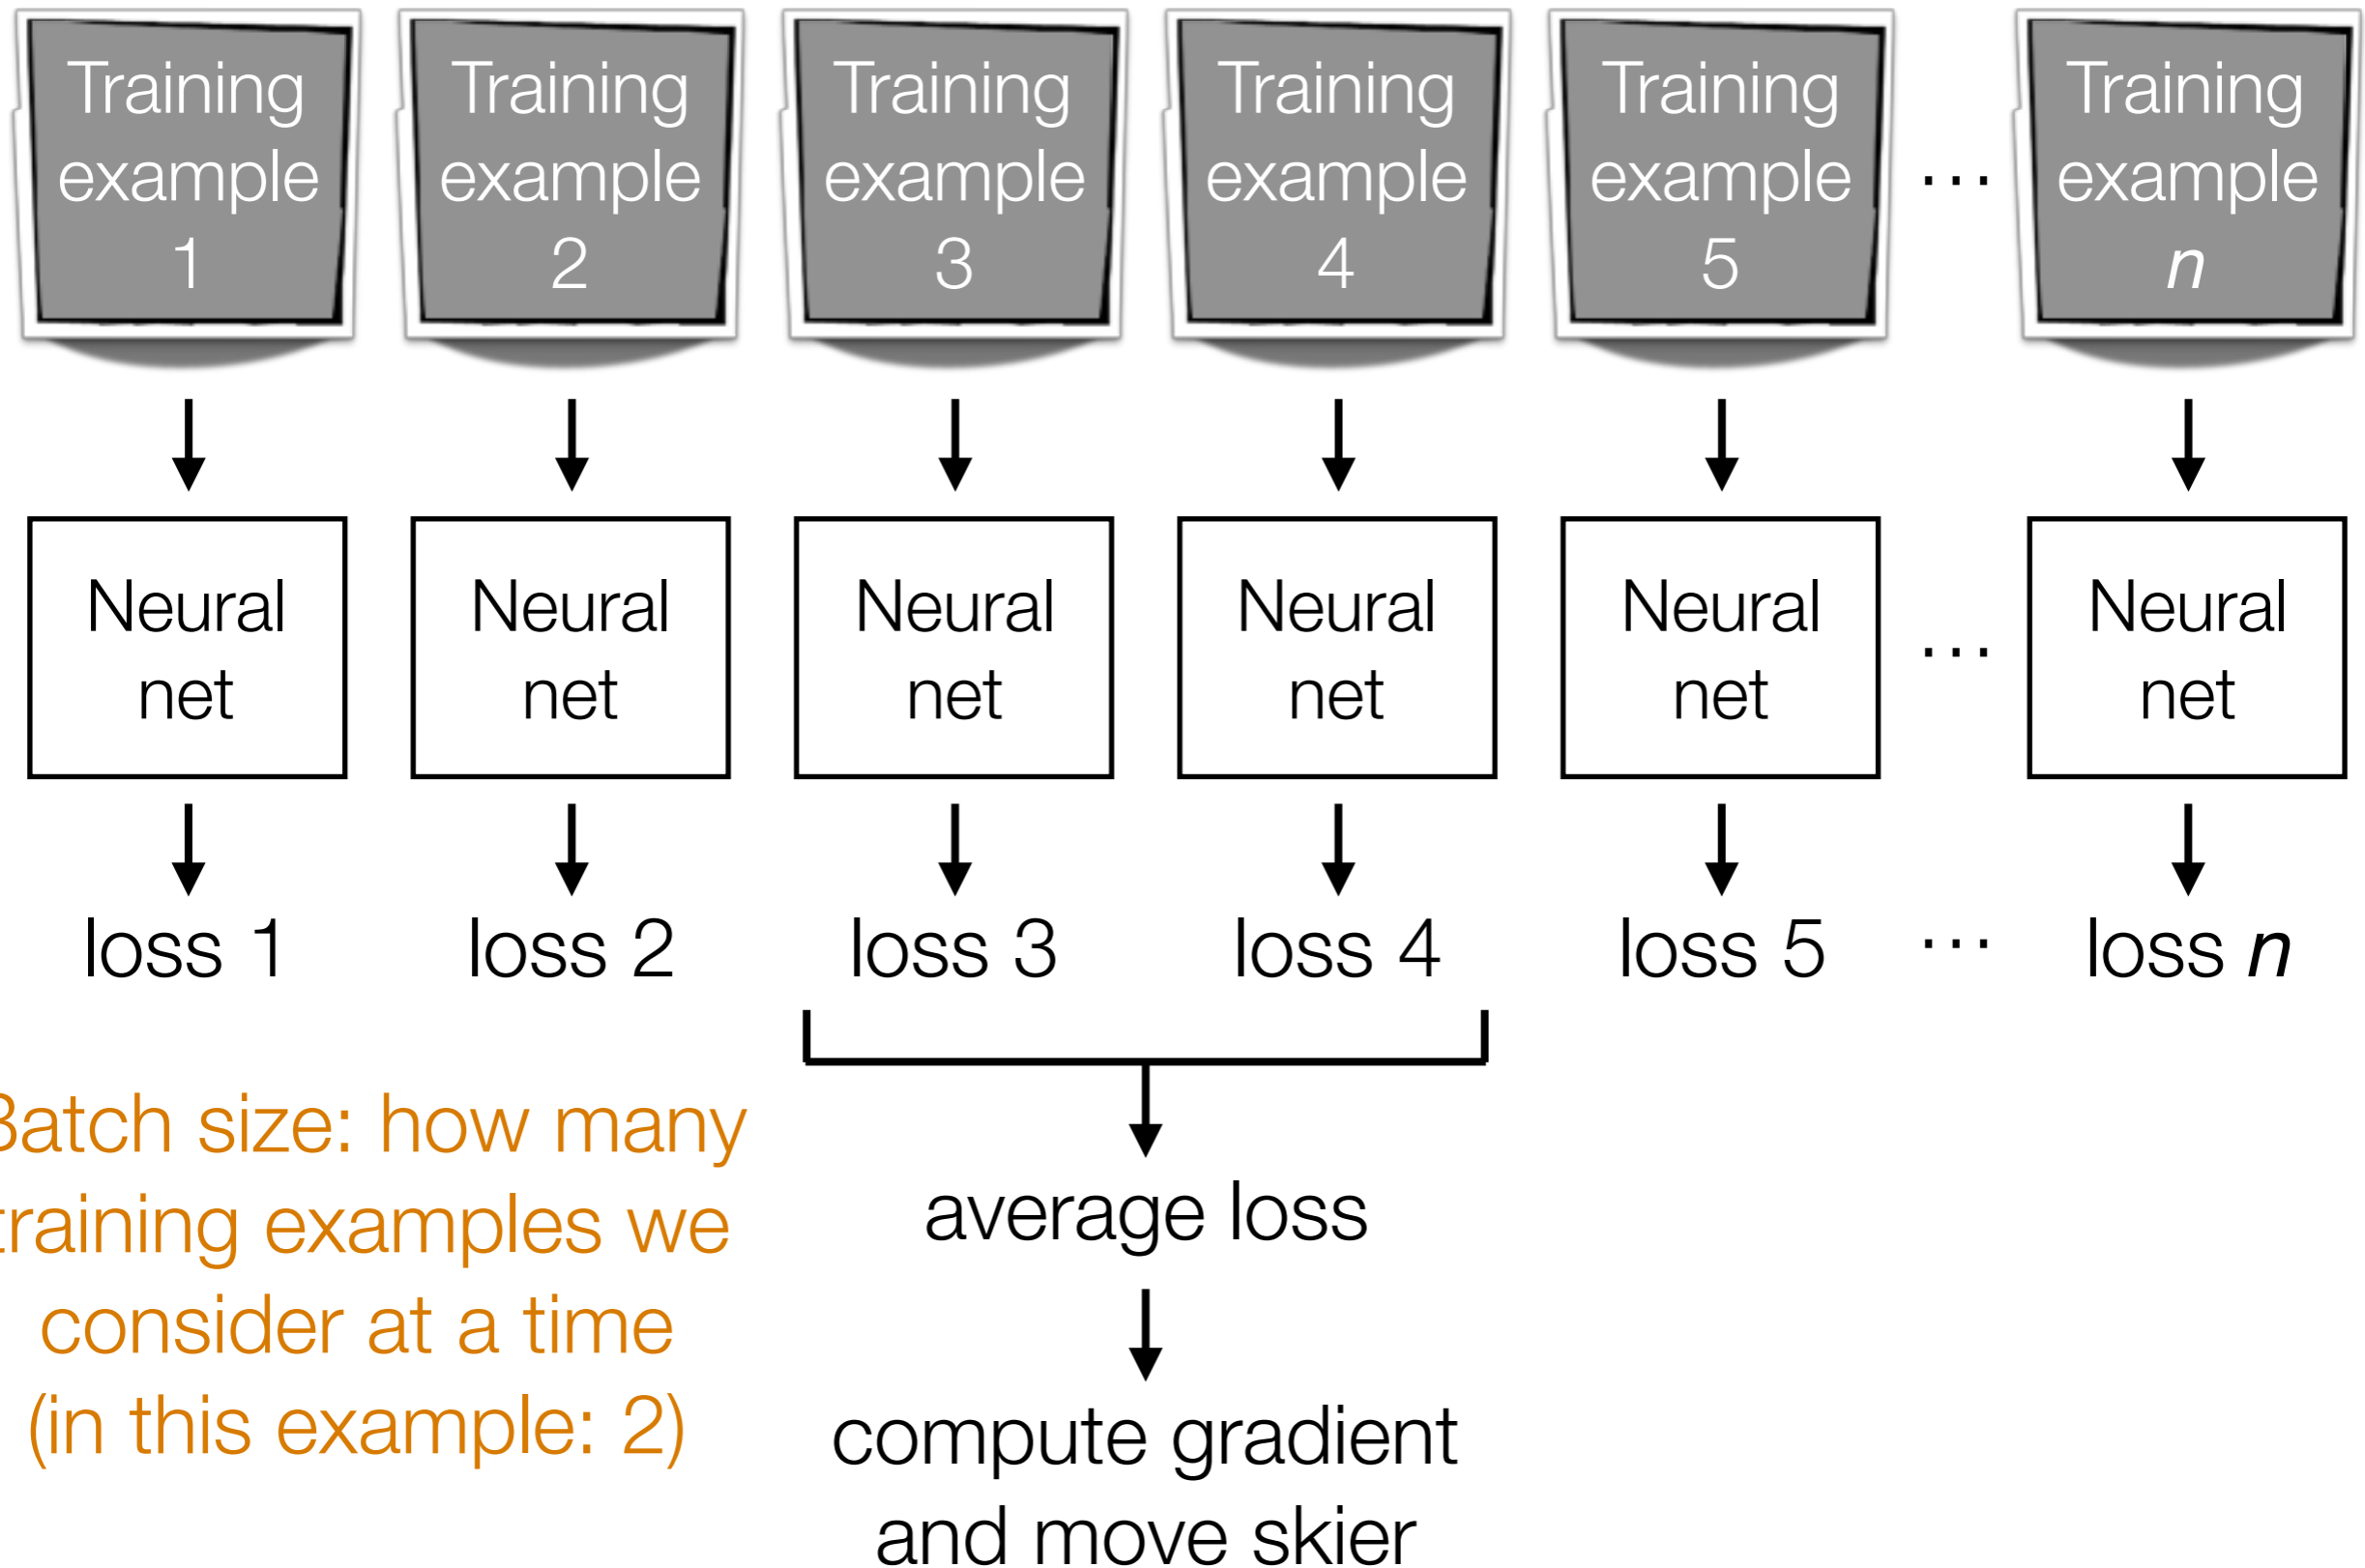 Training
example
1
Training
example
2
Training
example
3
Training
example
4
Training
example
5
...
Training
example
n
Neural
net
Neural
net
Neural
net
Neural
net
Neural
net
...
Neural
net
loss 1
loss 2
loss 3
loss 4
loss 5
...
loss n
Batch size: how many
training examples we
consider at a time
(in this example: 2)
average loss
compute gradient
and move skier